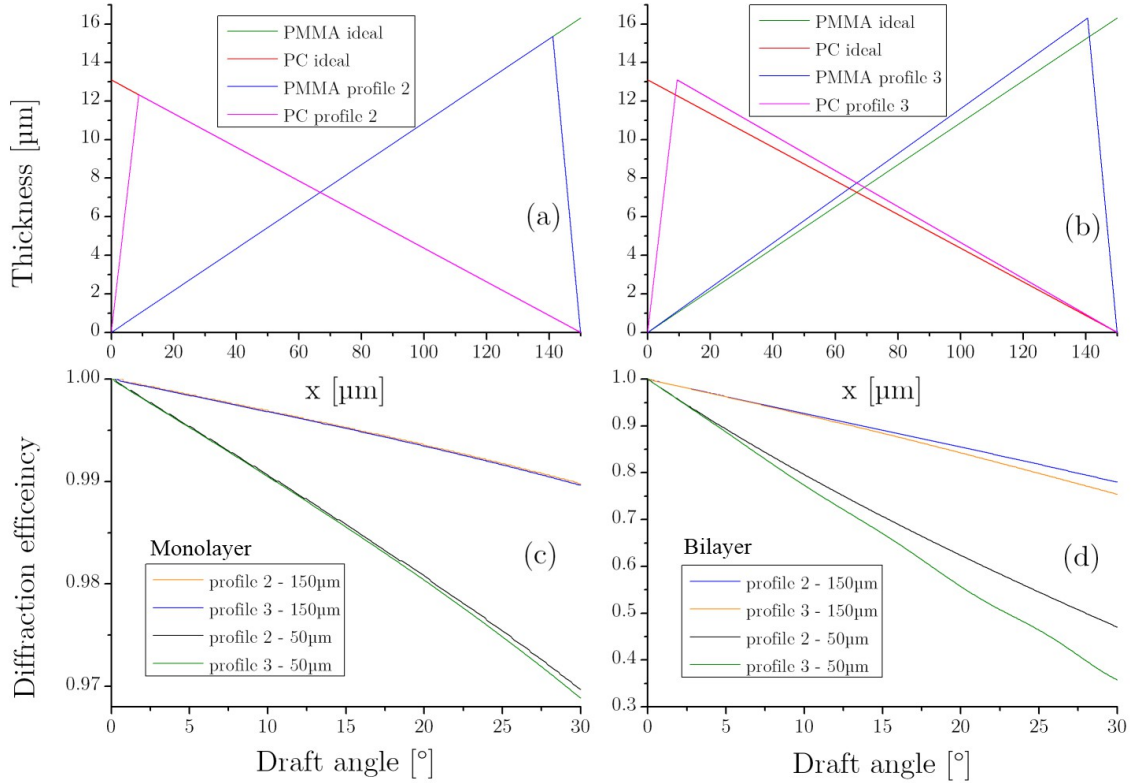 PMMA ideal
PC ideal
PMMA profile 2
PC profile 2
(a)
Thickness [µm]
16
14
12
10
8
6
4
2
0
0 20 40 60 80 100 120 140
x [µm]
PMMA ideal
PC ideal
PMMA profile 3
PC profile 3
(b)
16
14
12
10
8
6
4
2
0
0 20 40 60 80 100 120 140
x [µm]
Diffraction efficeincy
1.00
0.99
0.98
0.97
Monolayer
(c)
profile 2 - 150µm
profile 3 - 150µm
profile 2 - 50µm
profile 3 - 50µm
0 5 10 15 20 25 30
Draft angle [°]
1.0
0.9
0.8
0.7
0.6
0.5
0.4
0.3
Bilayer
(d)
profile 2 - 150µm
profile 3 - 150µm
profile 2 - 50µm
profile 3 - 50µm
0 5 10 15 20 25 30
Draft angle [°]